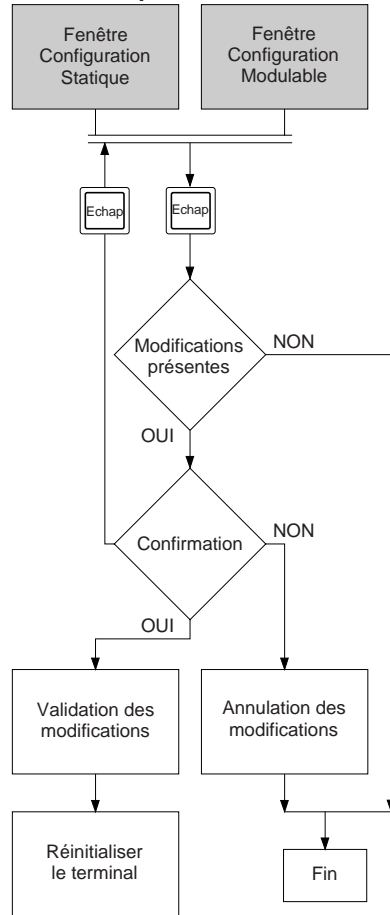 Fenêtre
Configuration
Statique
Fenêtre
Configuration
Modulable
Echap
Echap
Modifications
présentes
NON
OUI
Confirmation
NON
OUI
Validation des
modifications
Annulation des
modifications
Réinitialiser
le terminal
Fin